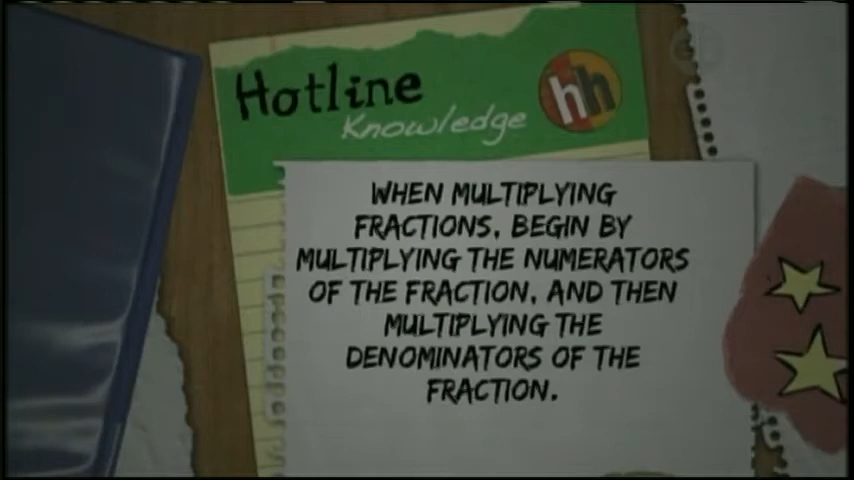 Hotline
Knowledge
hh
WHEN MULTIPLYING
FRACTIONS, BEGIN BY
MULTIPLYING THE NUMERATORS
OF THE FRACTION, AND THEN
MULTIPLYING THE
DENOMINATORS OF THE
FRACTION.